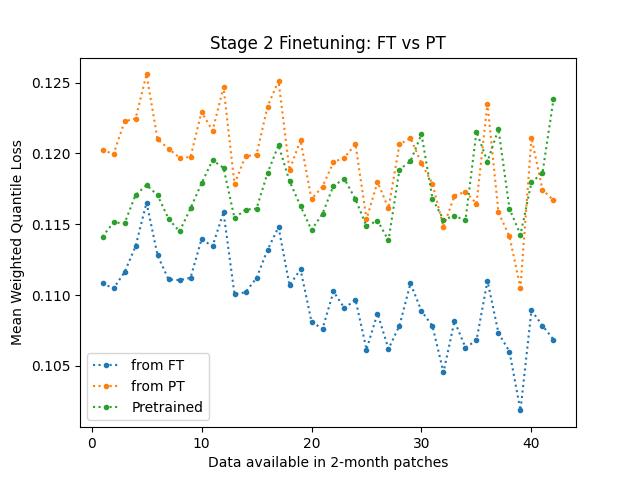 Stage 2 Finetuning: FT vs PT
Mean Weighted Quantile Loss
0.125
0.120
0.115
0.110
0.105
from FT
from PT
Pretrained
0
10
20
30
40
Data available in 2-month patches